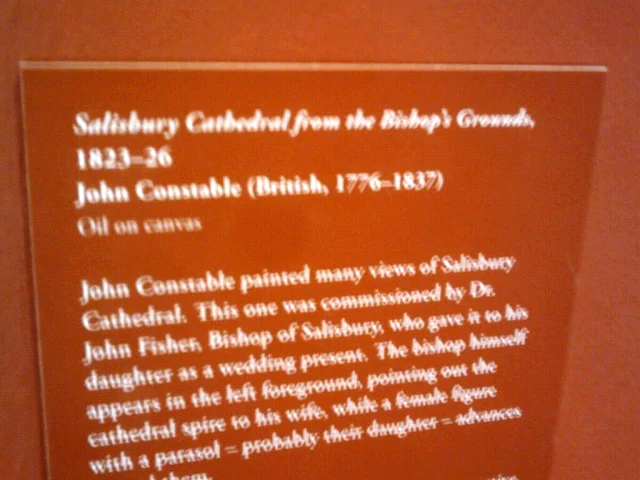 Salisbury Cathedral from the Bishop's Grounds,
1823–26
John Constable (British, 1776–1837)
Oil on canvas
John Constable painted many views of Salisbury
Cathedral. This one was commissioned by Dr.
John Fisher, Bishop of Salisbury, who gave it to his
daughter as a wedding present. The bishop himself
appears in the left foreground, pointing out the
cathedral spire to his wife, while a female figure
with a parasol – probably their daughter – advances
them.